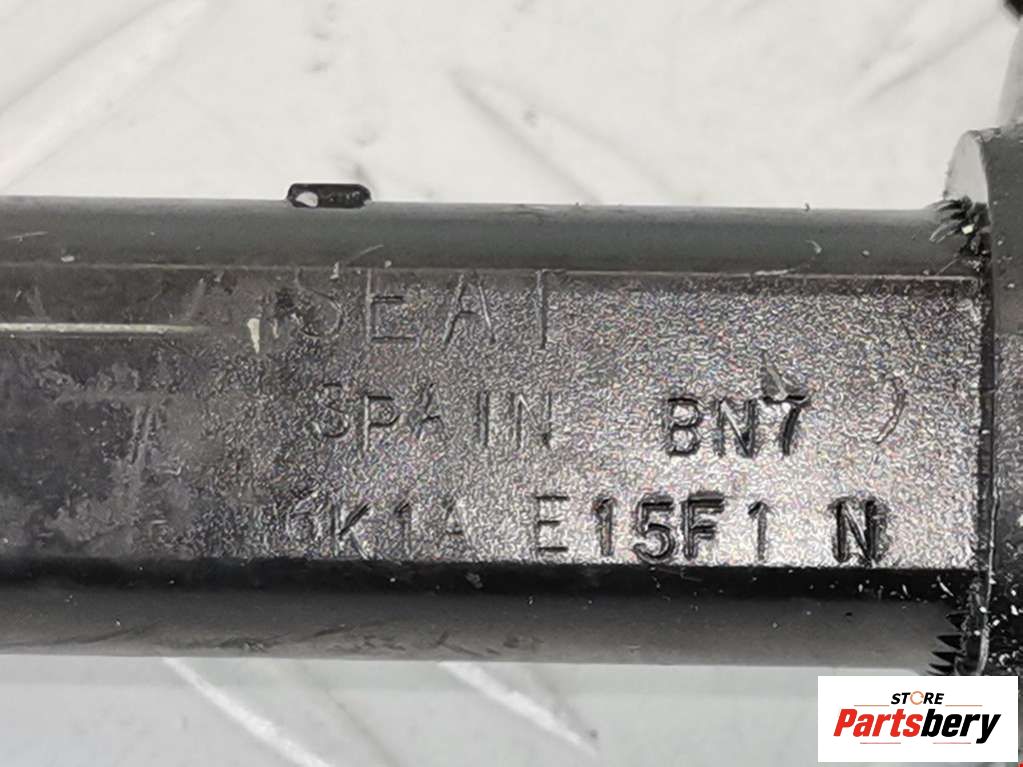 SEAT
SPAIN BN7
K1A E15F1 N
STORE
Partsbery